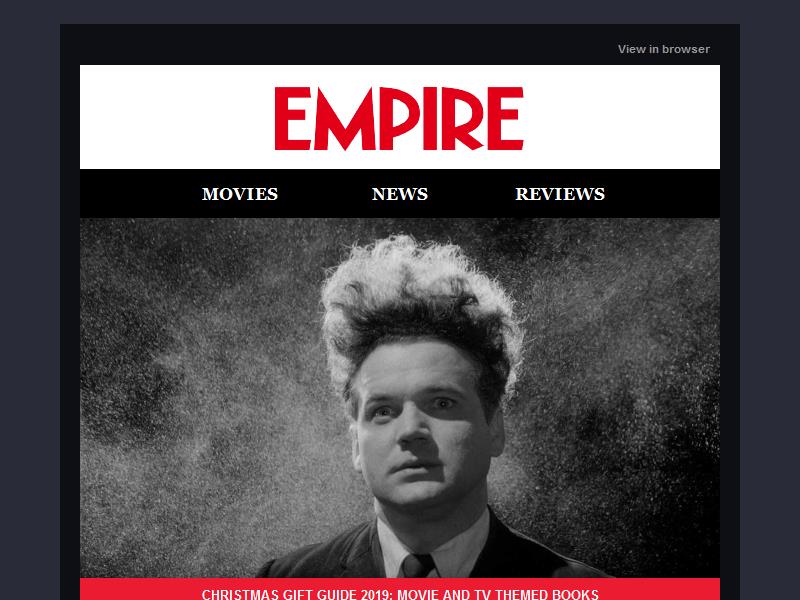 View in browser
EMPIRE
MOVIES NEWS REVIEWS
CHRISTMAS GIFT GUIDE 2019: MOVIE AND TV THEMED BOOKS